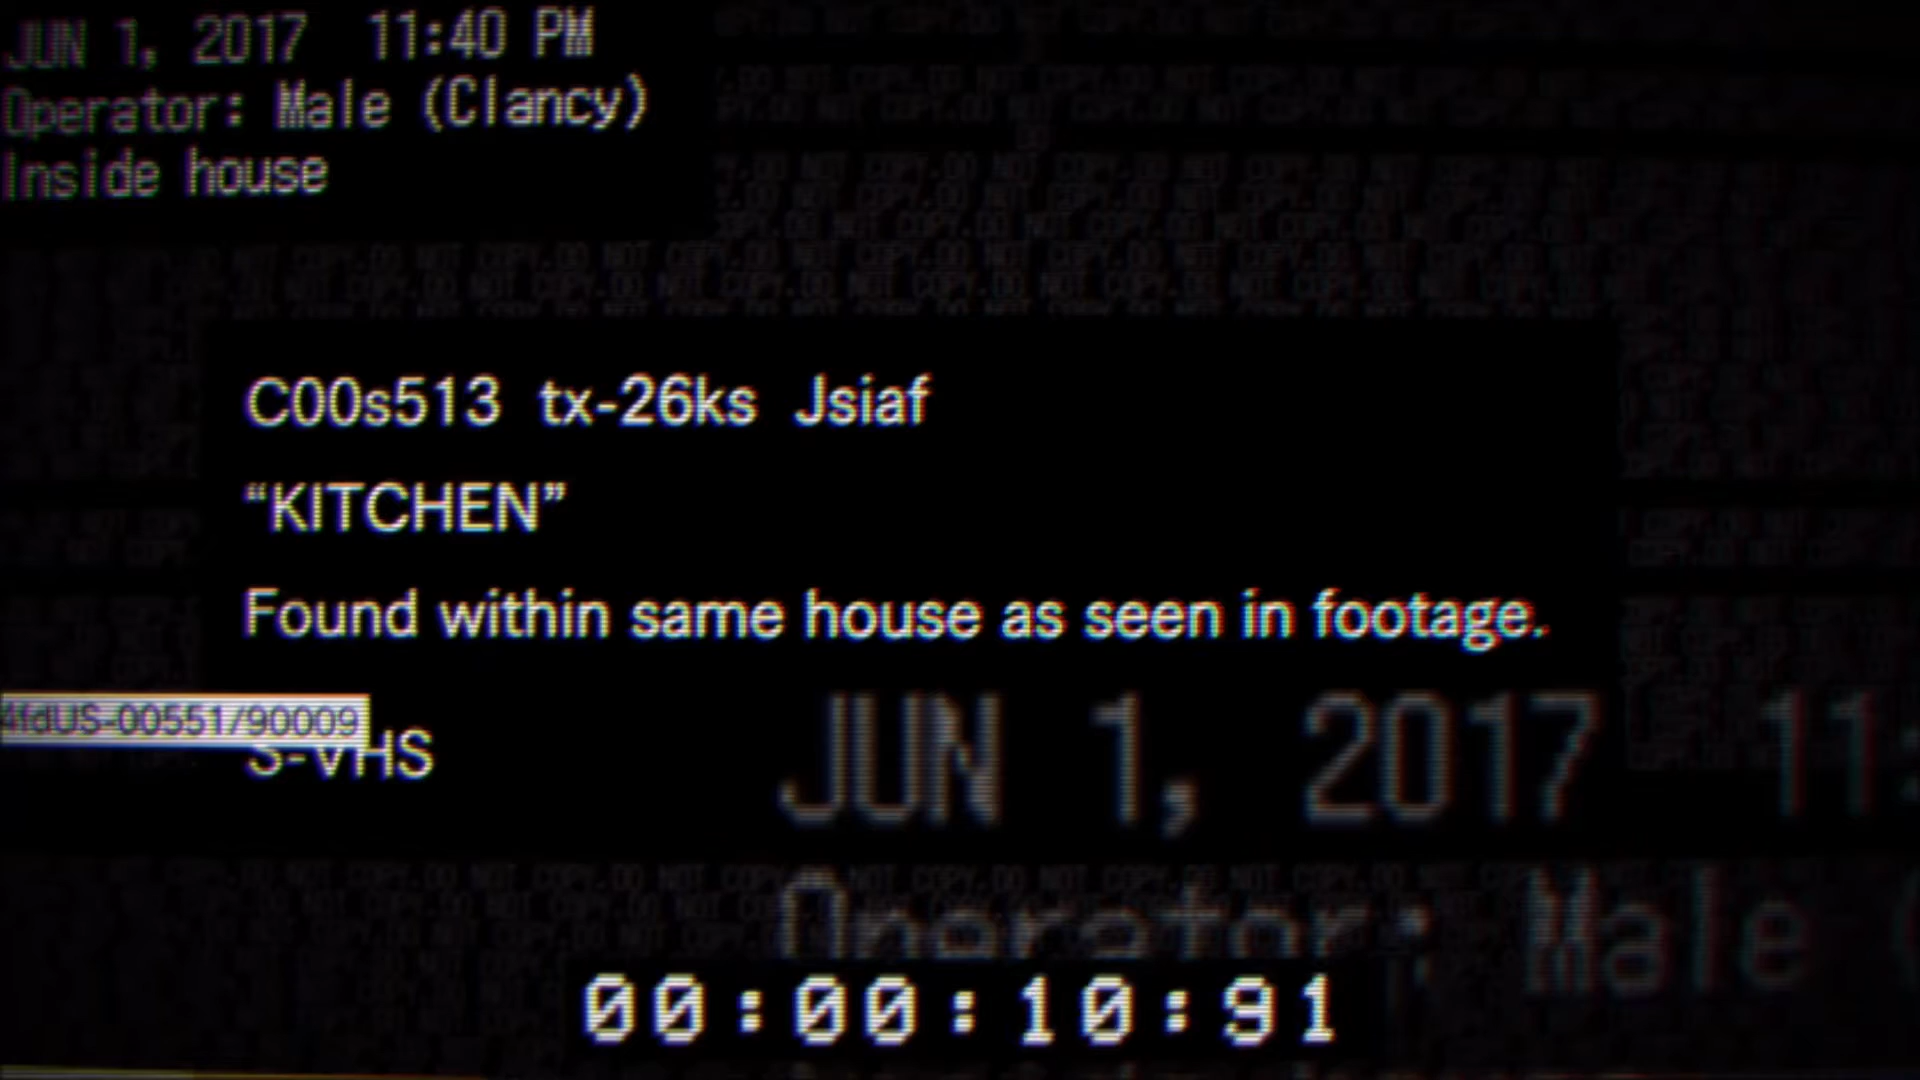 JUN 1, 2017 11:40 PM
Operator: Male (Clancy)
Inside house
C00s513 tx-26ks Jsiaf
“KITCHEN”
Found within same house as seen in footage.
4fdUS-00551/90009
S-VHS
JUN 1, 2017 11:
Operator: Male (
00:00:10:91